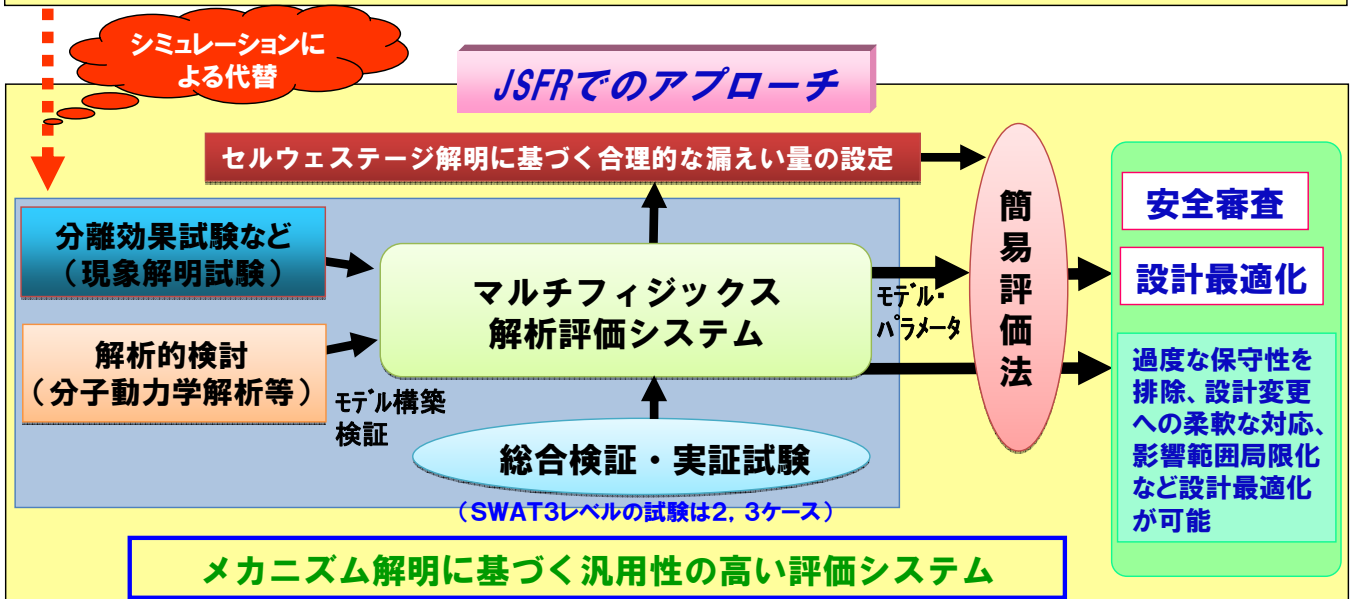 シミュレーションに
よる代替
JSFRでのアプローチ
セルウェステージ解明に基づく合理的な漏えい量の設定
分離効果試験など
（現象解明試験）
解析的検討
（分子動力学解析等）
モデル構築
検証
マルチフィジックス
解析評価システム
総合検証・実証試験
（SWAT3レベルの試験は2，3ケース）
モデル・
パラメータ
簡易評価法
安全審査
設計最適化
過度な保守性を
排除、設計変更
への柔軟な対応、
影響範囲局限化
など設計最適化
が可能
メカニズム解明に基づく汎用性の高い評価システム